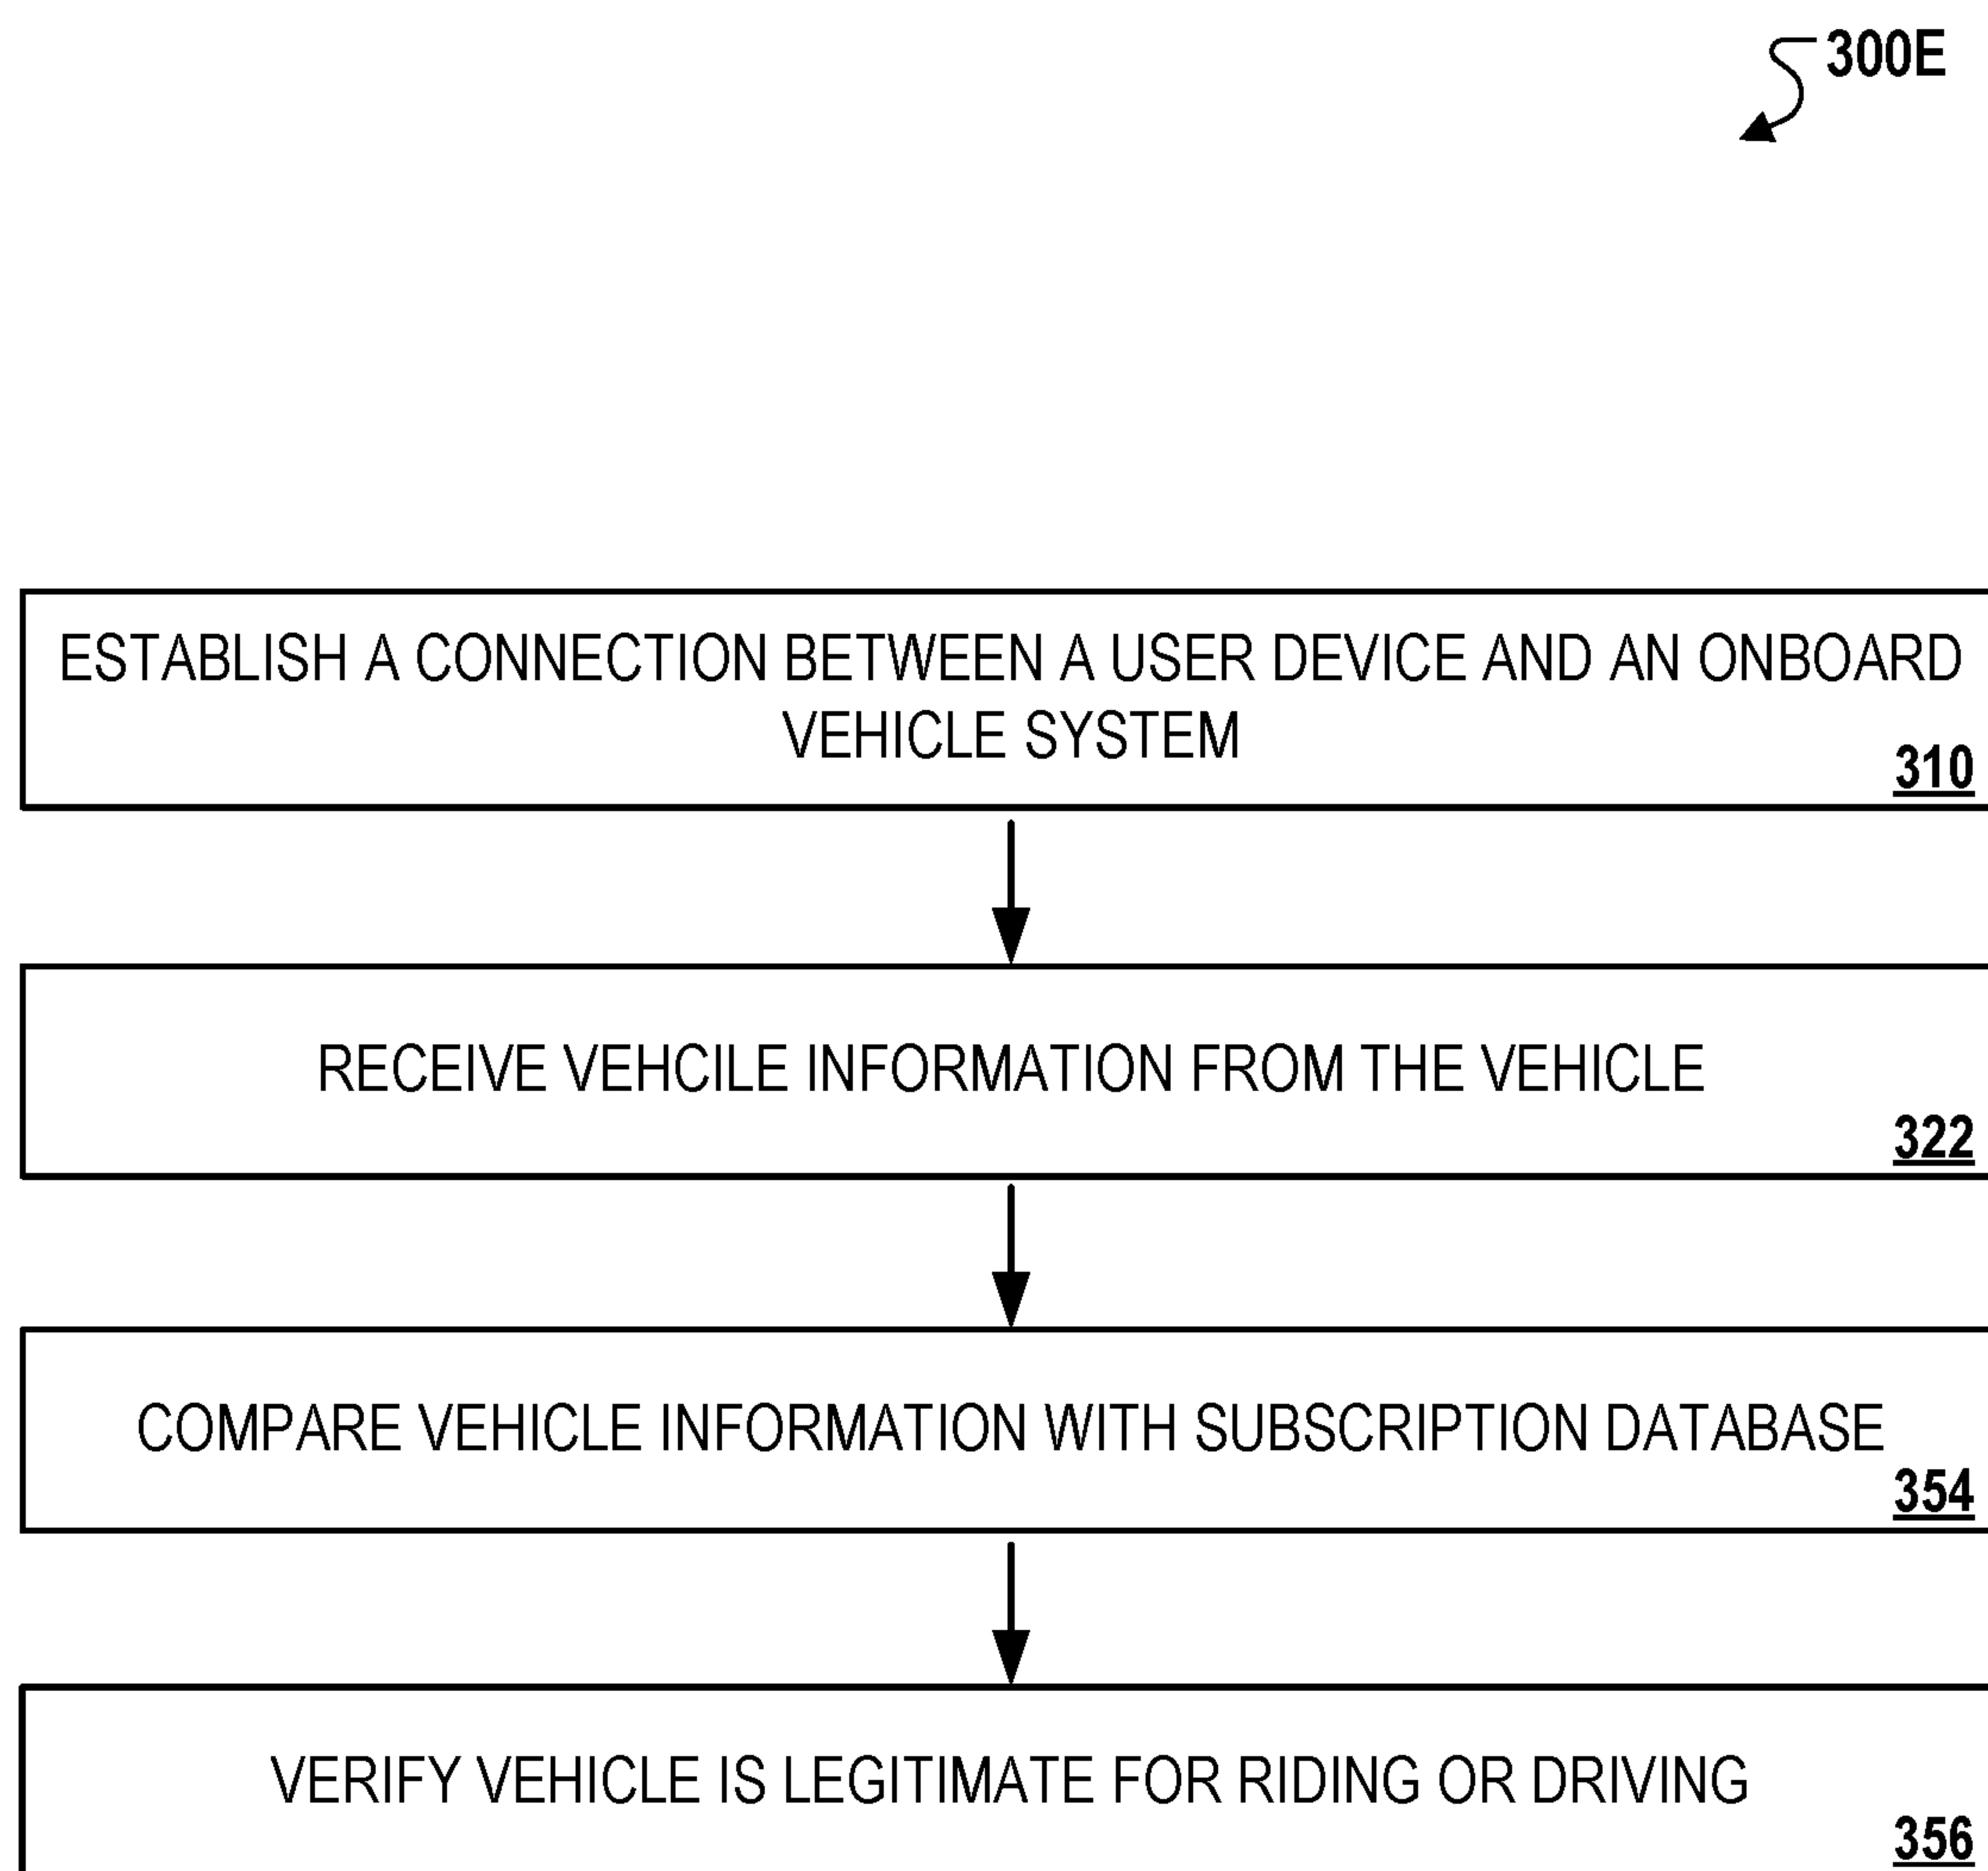 300E
ESTABLISH A CONNECTION BETWEEN A USER DEVICE AND AN ONBOARD
VEHICLE SYSTEM
310
RECEIVE VEHCILE INFORMATION FROM THE VEHICLE
322
COMPARE VEHICLE INFORMATION WITH SUBSCRIPTION DATABASE
354
VERIFY VEHICLE IS LEGITIMATE FOR RIDING OR DRIVING
356